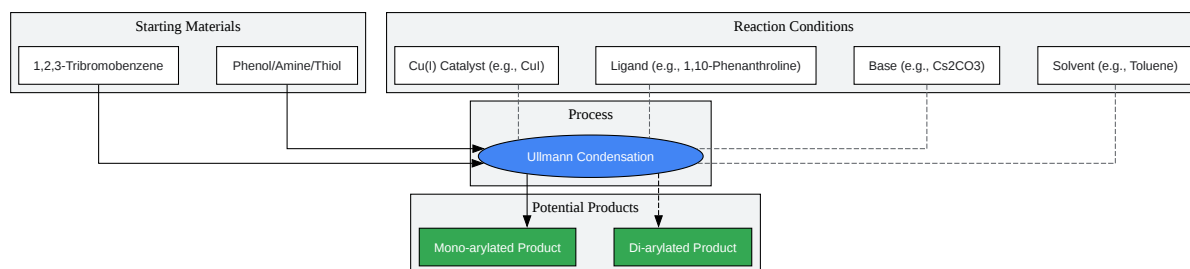 Starting Materials
Reaction Conditions
1,2,3-Tribromobenzene
Phenol/Amine/Thiol
Cu(I) Catalyst (e.g., CuI)
Ligand (e.g., 1,10-Phenanthroline)
Base (e.g., Cs2CO3)
Solvent (e.g., Toluene)
Process
Ullmann Condensation
Potential Products
Mono-arylated Product
Di-arylated Product